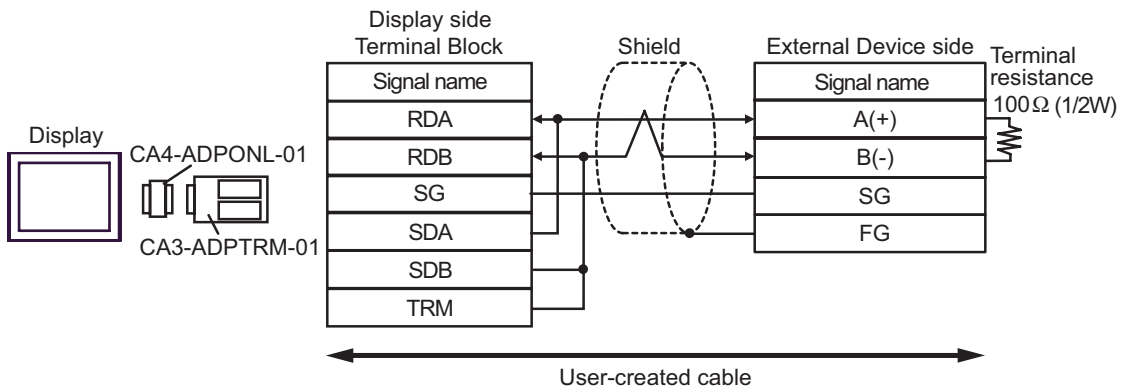 Display
CA4-ADPONL-01
CA3-ADPTRM-01
Display side
Terminal Block
Signal name
RDA
RDB
SG
SDA
SDB
TRM
Shield
External Device side
Signal name
A(+)
B(-)
SG
FG
Terminal
resistance
100Ω (1/2W)
User-created cable